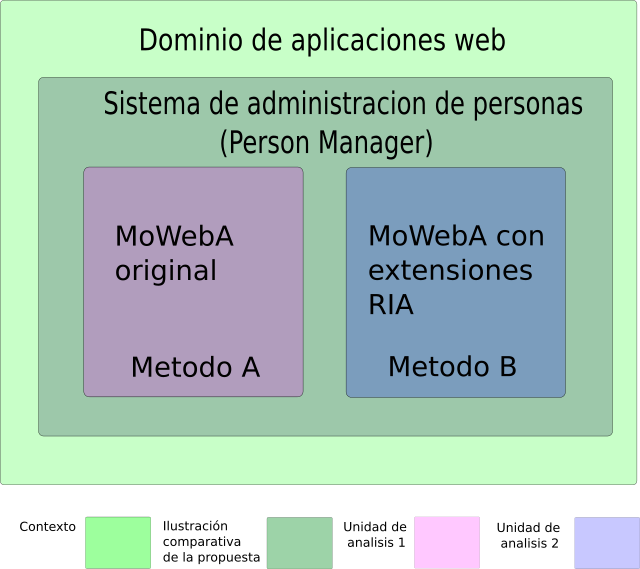 Dominio de aplicaciones web
Sistema de administracion de personas
(Person Manager)
MoWebA
original
Metodo A
MoWebA con
extensiones
RIA
Metodo B
Contexto
Ilustración
comparativa
de la propuesta
Unidad de
analisis 1
Unidad de
analisis 2